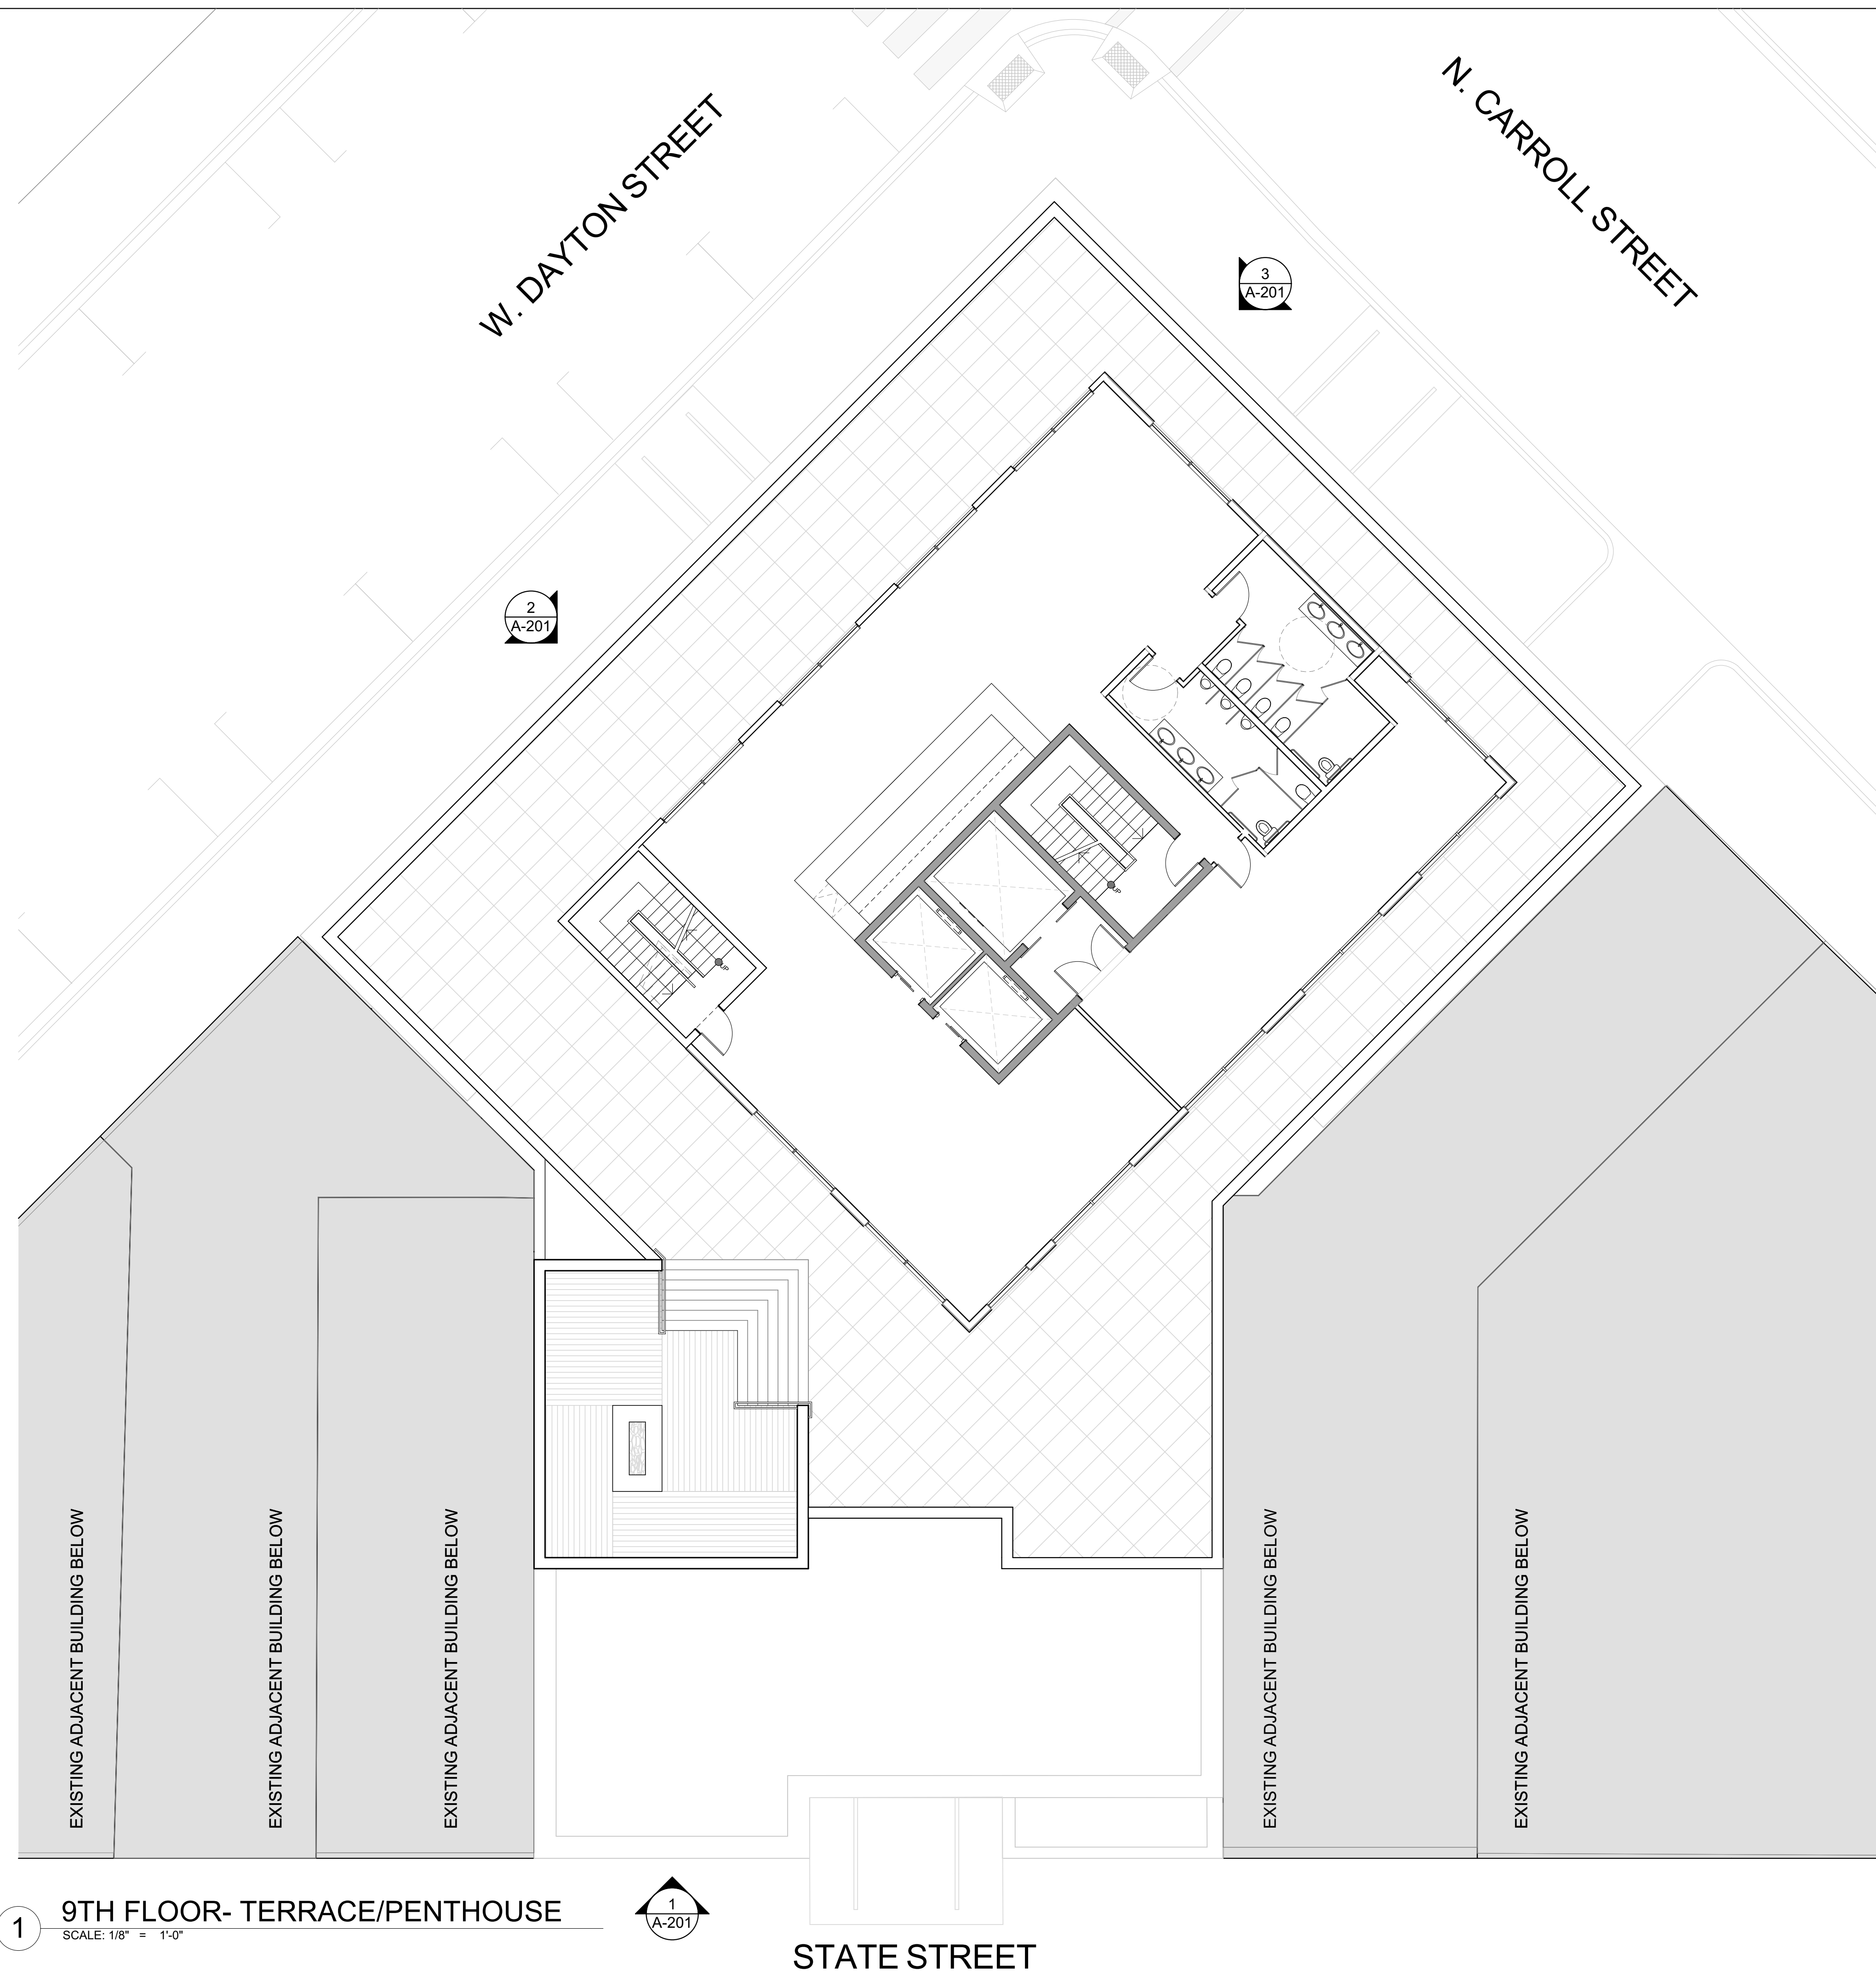 W. DAYTON STREET
N. CARROLL STREET
3
A-201
2
A-201
UP
UP
EXISTING ADJACENT BUILDING BELOW
EXISTING ADJACENT BUILDING BELOW
EXISTING ADJACENT BUILDING BELOW
EXISTING ADJACENT BUILDING BELOW
EXISTING ADJACENT BUILDING BELOW
1
9TH FLOOR- TERRACE/PENTHOUSE
SCALE: 1/8" = 1'-0"
1
A-201
STATE STREET